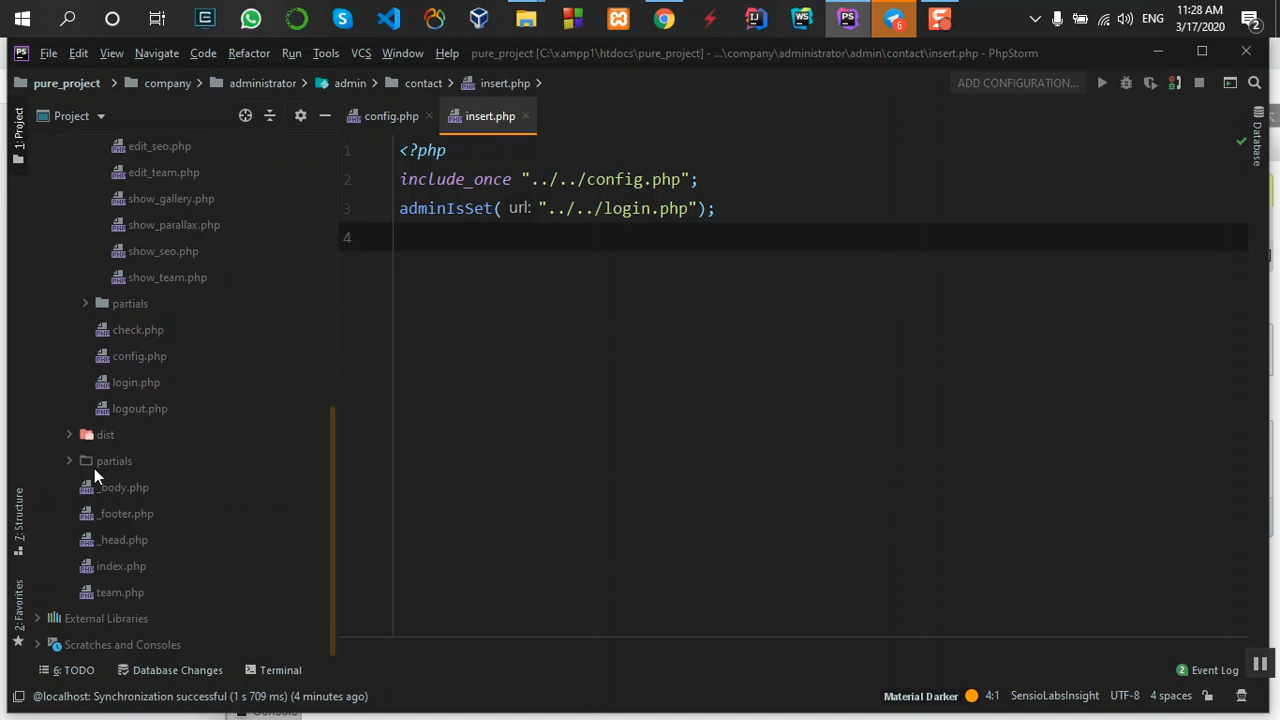 11:28 AM
ENG
3/17/2020
6
2
File Edit View Navigate Code Refactor Run Tools VCS Window Help pure_project [C:\xampp1\htdocs\pure_project] - ...\company\administrator\admin\contact\insert.php - PhpStorm
pure_project company administrator admin contact insert.php ADD CONFIGURATION...
Project
config.php insert.php
1: Project
Database
edit_seo.php
edit_team.php
show_gallery.php
show_parallax.php
show_seo.php
show_team.php
partials
check.php
config.php
login.php
logout.php
dist
partials
_body.php
_footer.php
_head.php
index.php
team.php
External Libraries
Scratches and Consoles
1 <?php
2 include_once "../../config.php";
3 adminIsSet( url: "../../login.php");
4
7: Structure
2: Favorites
6: TODO Database Changes Terminal 2 Event Log
@localhost: Synchronization successful (1 s 709 ms) (4 minutes ago) Material Darker 4:1 SensioLabsInsight UTF-8 4 spaces